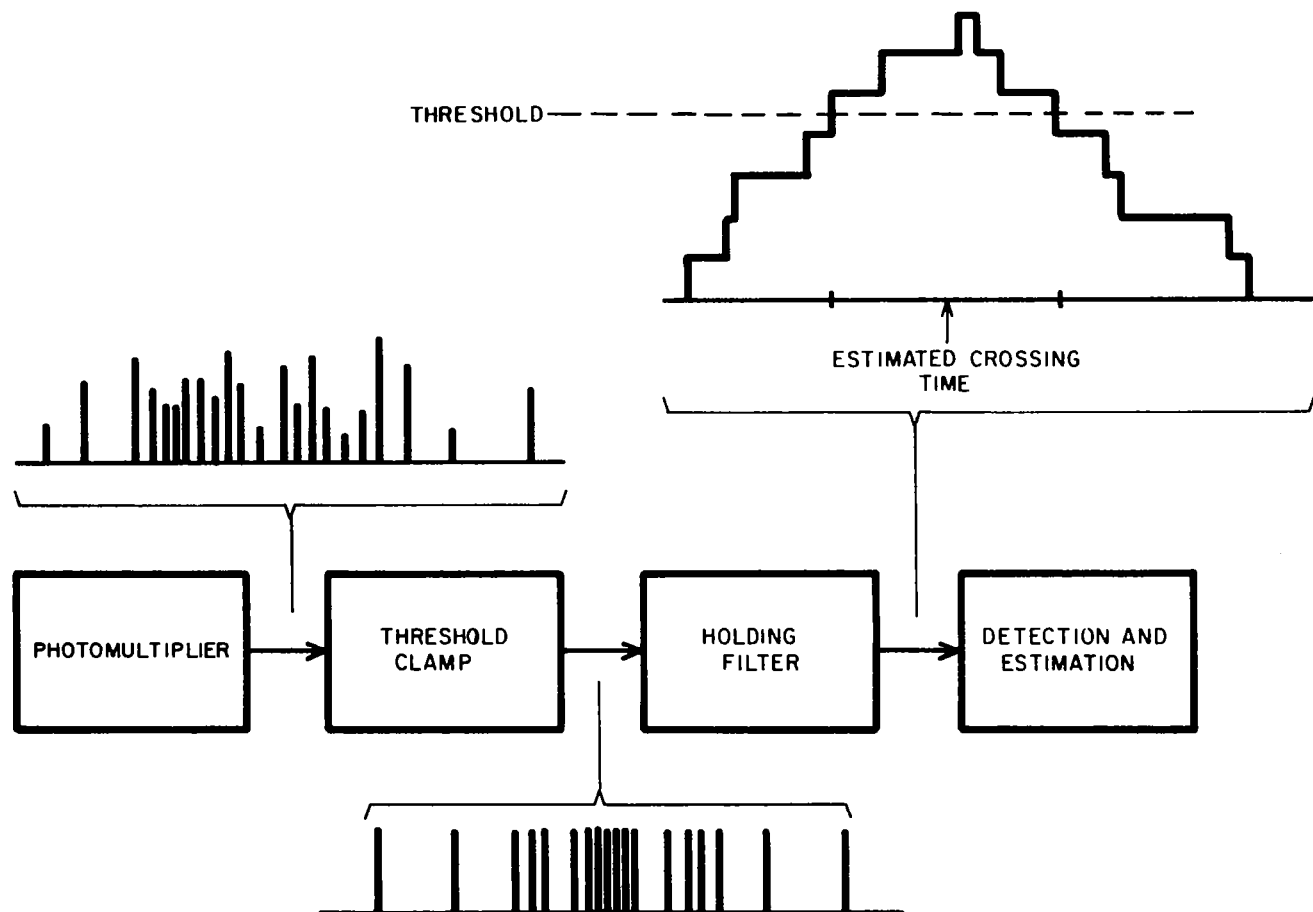 THRESHOLD
ESTIMATED CROSSING
TIME
PHOTOMULTIPLIER
THRESHOLD
CLAMP
HOLDING
FILTER
DETECTION AND
ESTIMATION